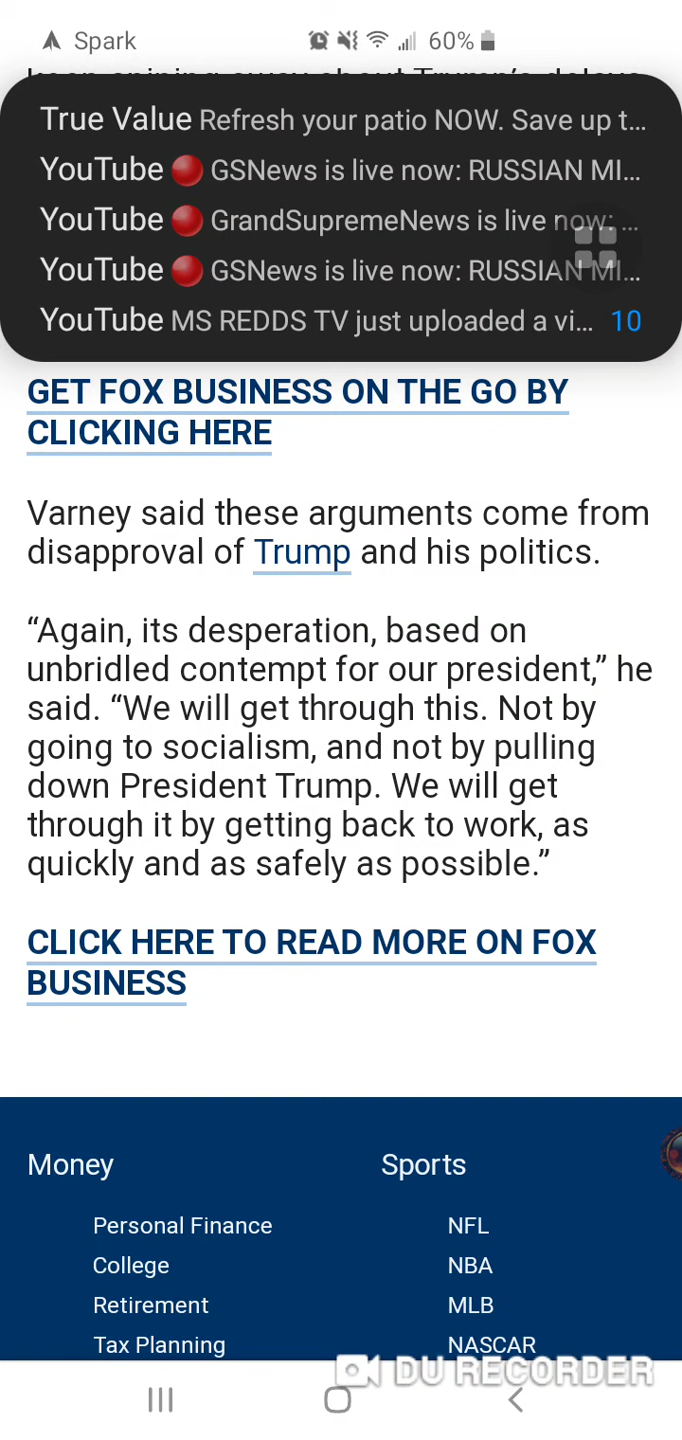 Spark
60%
True Value Refresh your patio NOW. Save up t...
YouTube 🔴 GSNews is live now: RUSSIAN MI...
YouTube 🔴 GrandSupremeNews is live now: ...
YouTube 🔴 GSNews is live now: RUSSIAN MI...
YouTube MS REDDS TV just uploaded a vi... 10
GET FOX BUSINESS ON THE GO BY
CLICKING HERE
Varney said these arguments come from
disapproval of Trump and his politics.
“Again, its desperation, based on
unbridled contempt for our president,” he
said. “We will get through this. Not by
going to socialism, and not by pulling
down President Trump. We will get
through it by getting back to work, as
quickly and as safely as possible.”
CLICK HERE TO READ MORE ON FOX
BUSINESS
Money
Sports
Personal Finance
NFL
College
NBA
Retirement
MLB
Tax Planning
NASCAR
DU RECORDER